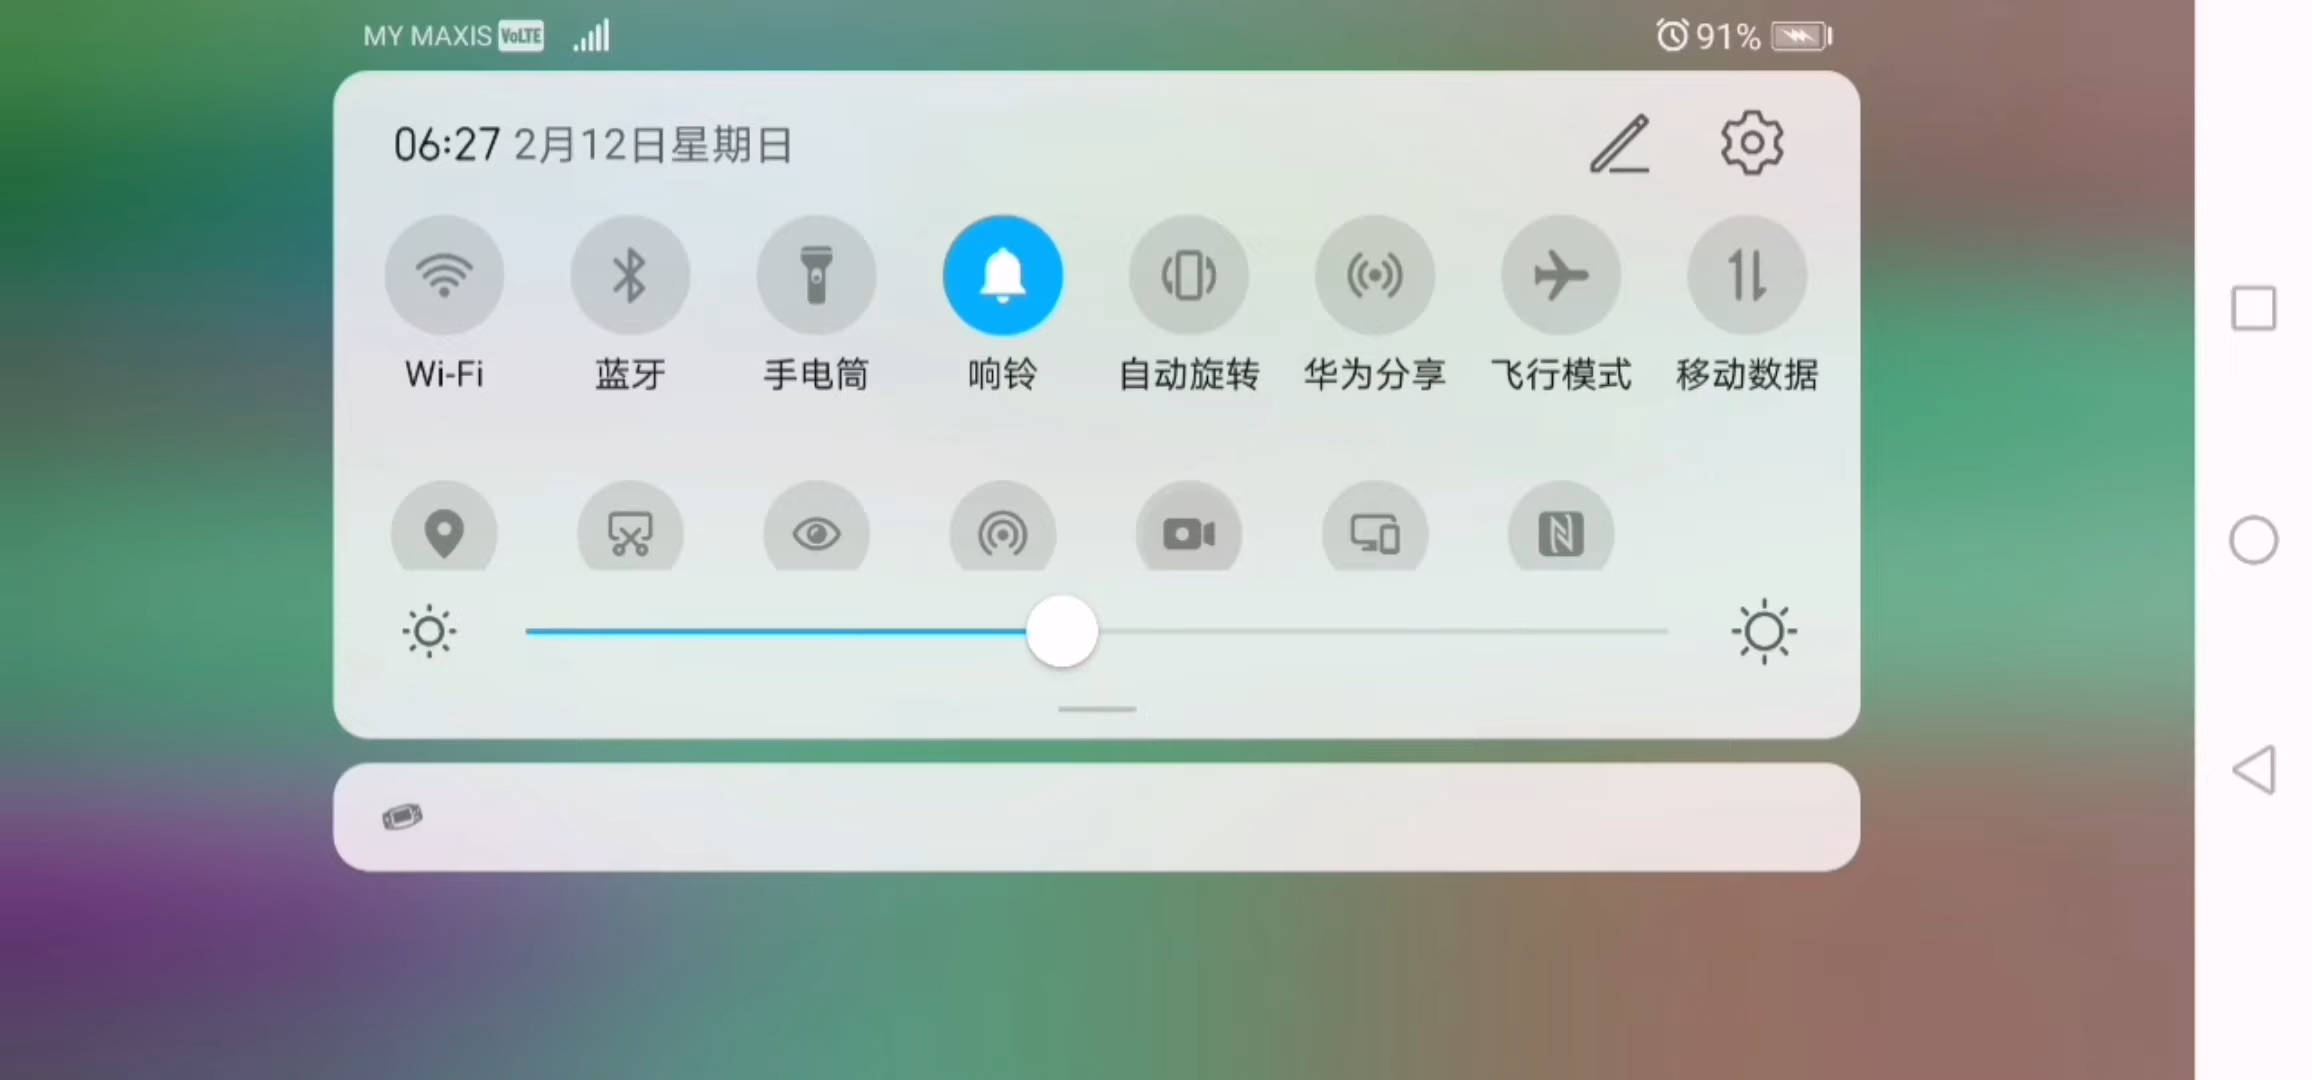 MY MAXIS VoLTE 91%
06:27 2月12日星期日
Wi-Fi 蓝牙 手电筒 响铃 自动旋转 华为分享 飞行模式 移动数据